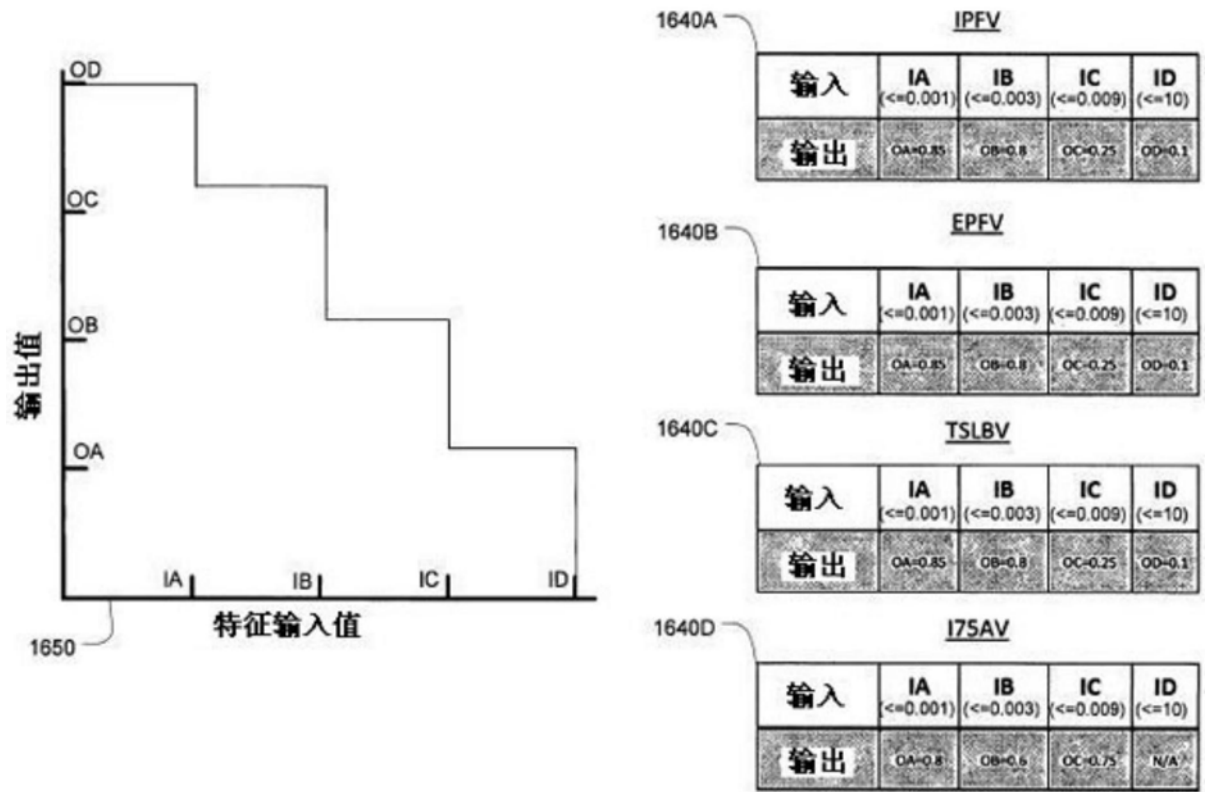 OD
OC
OB
OA
输出值
IA IB IC ID
特征输入值
1650
1640A
IPFV
输入 IA (<=0.001) IB (<=0.003) IC (<=0.009) ID (<=10)
输出 OA=0.85 OB=0.8 OC=0.25 OD=0.1
1640B
EPFV
输入 IA (<=0.001) IB (<=0.003) IC (<=0.009) ID (<=10)
输出 OA=0.85 OB=0.8 OC=0.25 OD=0.1
1640C
TSLBV
输入 IA (<=0.001) IB (<=0.003) IC (<=0.009) ID (<=10)
输出 OA=0.85 OB=0.8 OC=0.25 OD=0.1
1640D
I75AV
输入 IA (<=0.001) IB (<=0.003) IC (<=0.009) ID (<=10)
输出 OA=0.8 OB=0.6 OC=0.75 N/A